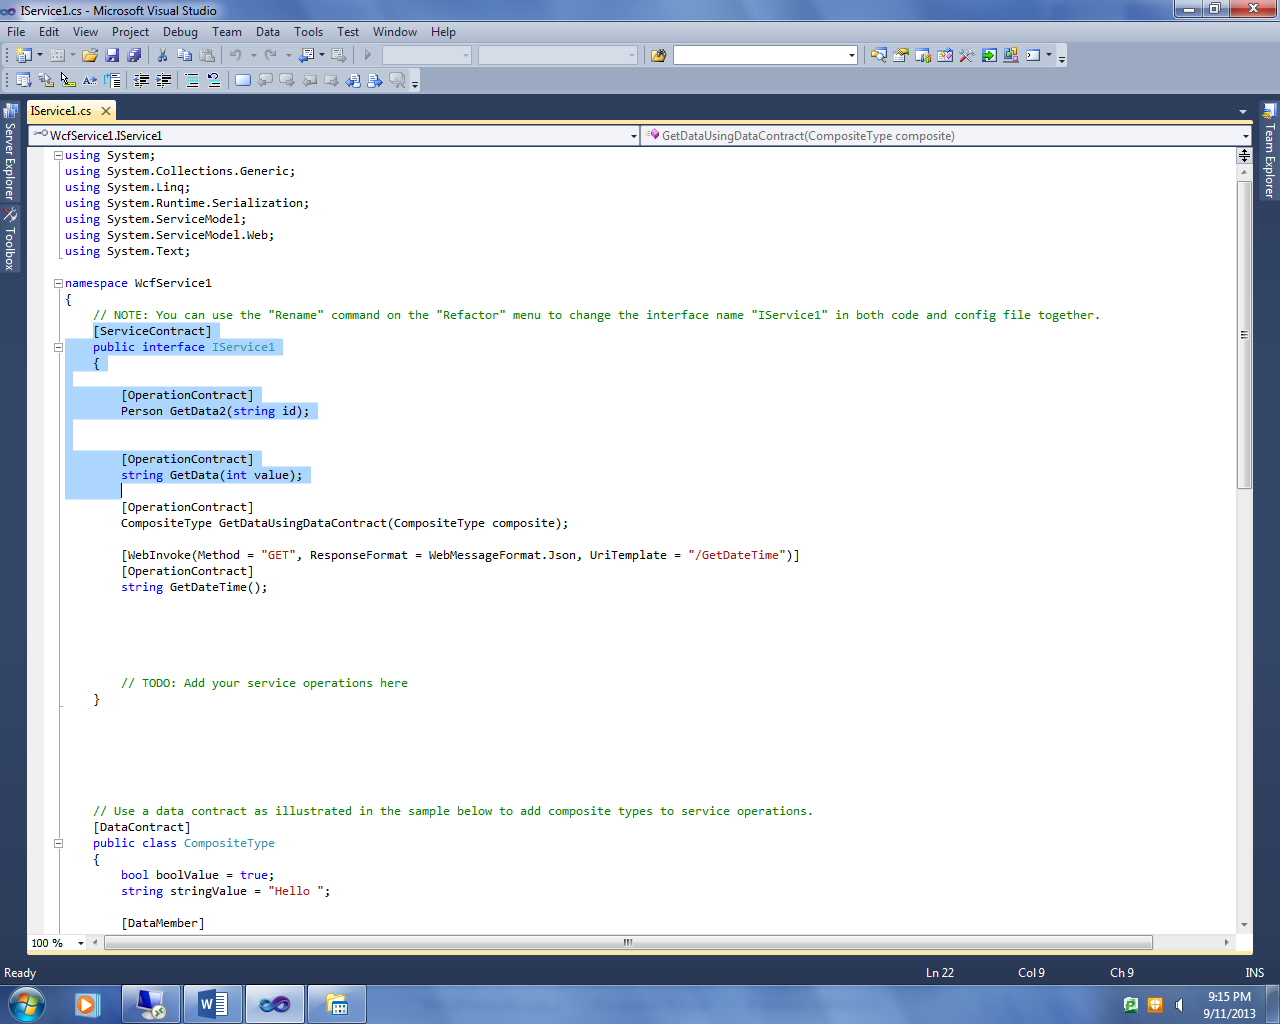 IService1.cs - Microsoft Visual Studio
File Edit View Project Debug Team Data Tools Test Window Help
IService1.cs
WcfService1.IService1 GetDataUsingDataContract(CompositeType composite)
Server Explorer
Toolbox
Team Explorer
using System;
using System.Collections.Generic;
using System.Linq;
using System.Runtime.Serialization;
using System.ServiceModel;
using System.ServiceModel.Web;
using System.Text;
namespace WcfService1
{
// NOTE: You can use the "Rename" command on the "Refactor" menu to change the interface name "IService1" in both code and config file together.
[ServiceContract]
public interface IService1
{
[OperationContract]
Person GetData2(string id);
[OperationContract]
string GetData(int value);
[OperationContract]
CompositeType GetDataUsingDataContract(CompositeType composite);
[WebInvoke(Method = "GET", ResponseFormat = WebMessageFormat.Json, UriTemplate = "/GetDateTime")]
[OperationContract]
string GetDateTime();
// TODO: Add your service operations here
}
// Use a data contract as illustrated in the sample below to add composite types to service operations.
[DataContract]
public class CompositeType
{
bool boolValue = true;
string stringValue = "Hello ";
[DataMember]
100 %
Ready Ln 22 Col 9 Ch 9 INS
9:15 PM
9/11/2013